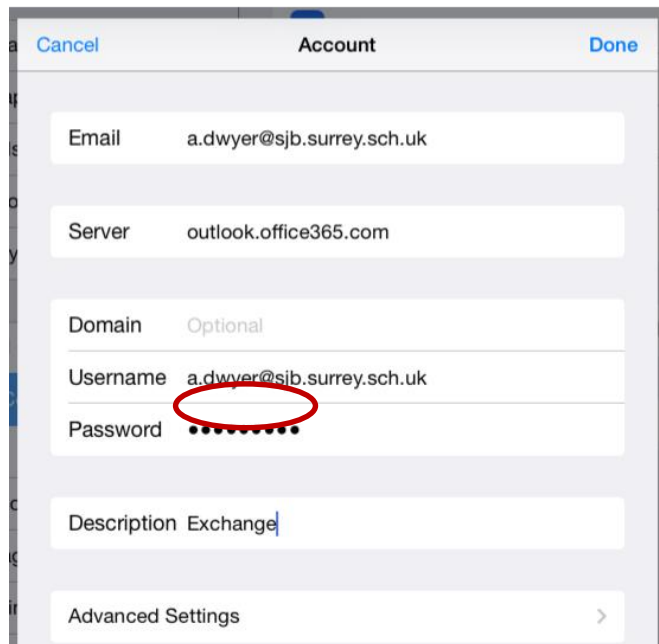 Cancel Account Done
Email a.dwyer@sjb.surrey.sch.uk
Server outlook.office365.com
Domain Optional
Username a.dwyer@sjb.surrey.sch.uk
Password •••••••••
Description Exchange
Advanced Settings >